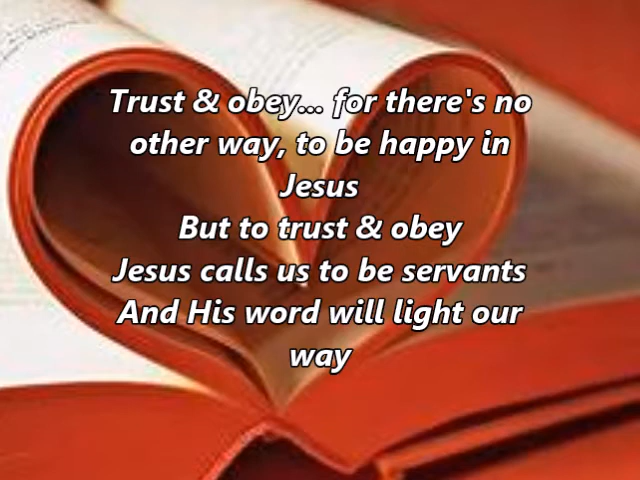 Trust & obey... for there's no
other way, to be happy in
Jesus
But to trust & obey
Jesus calls us to be servants
And His word will light our
way